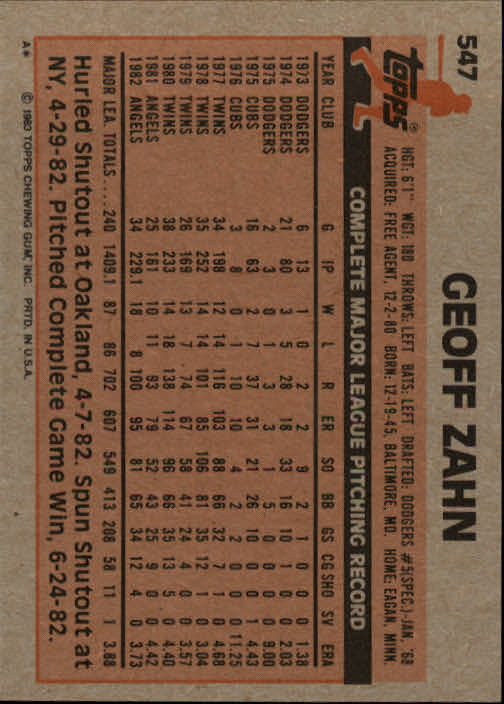 547
GEOFF ZAHN
topps®
HGT: 6'1" WGT: 180 THROWS: LEFT BATS: LEFT DRAFTED: DODGERS #5(SPEC.)-JAN. '68
ACQUIRED: FREE AGENT, 12-2-80 BORN: 12-19-45, BALTIMORE, MD. HOME: EAGAN, MINN.
COMPLETE MAJOR LEAGUE PITCHING RECORD
YEAR CLUB G IP W L R ER SO BB GS CG SHO SV ERA
1973 DODGERS 6 13 1 0 2 2 9 2 1 0 0 0 1.38
1974 DODGERS 21 80 3 5 28 18 33 16 10 1 0 0 2.03
1975 DODGERS 2 3 0 1 3 3 1 5 0 0 0 0 9.00
1975 CUBS 16 63 2 7 33 31 21 26 10 0 0 1 4.43
1976 CUBS 3 8 0 1 10 10 4 2 2 0 0 0 11.25
1977 TWINS 34 198 12 14 116 103 88 66 32 7 1 0 4.68
1978 TWINS 35 252 14 14 101 85 106 81 35 12 1 0 3.04
1979 TWINS 26 169 13 7 74 67 58 41 24 4 0 0 3.57
1980 TWINS 38 233 14 18 138 114 96 66 35 13 5 0 4.40
1981 ANGELS 25 161 10 11 93 79 52 43 25 9 0 0 4.42
1982 ANGELS 34 229.1 18 8 100 95 81 65 34 12 4 0 3.73
MAJOR LEA. TOTALS .... 240 1409.1 87 86 702 607 549 413 208 58 11 1 3.88
Hurled Shutout at Oakland, 4-7-82. Spun Shutout at
NY, 4-29-82. Pitched Complete Game Win, 6-24-82.
A* © 1983 TOPPS CHEWING GUM, INC. PRTD. IN U.S.A.